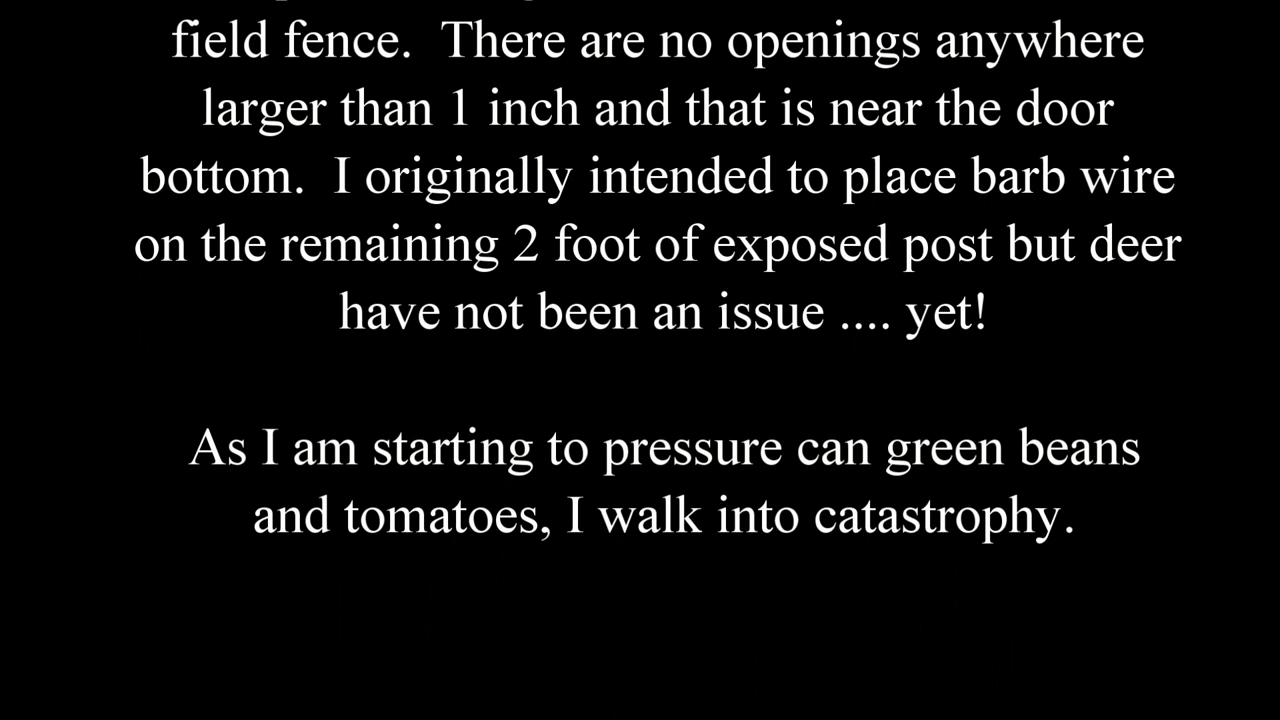 field fence.  There are no openings anywhere
larger than 1 inch and that is near the door
bottom.  I originally intended to place barb wire
on the remaining 2 foot of exposed post but deer
have not been an issue .... yet!
As I am starting to pressure can green beans
and tomatoes, I walk into catastrophy.